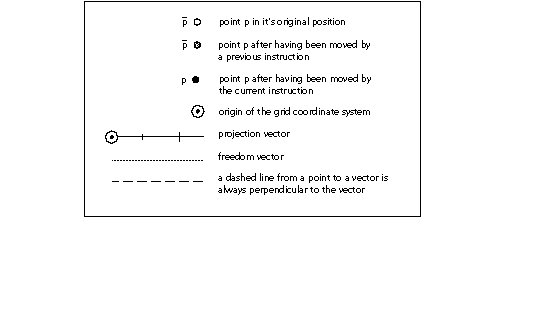 p̅ point p in it's original position
p̅ point p after having been moved by
a previous instruction
p point p after having been moved by
the current instruction
origin of the grid coordinate system
projection vector
freedom vector
a dashed line from a point to a vector is
always perpendicular to the vector